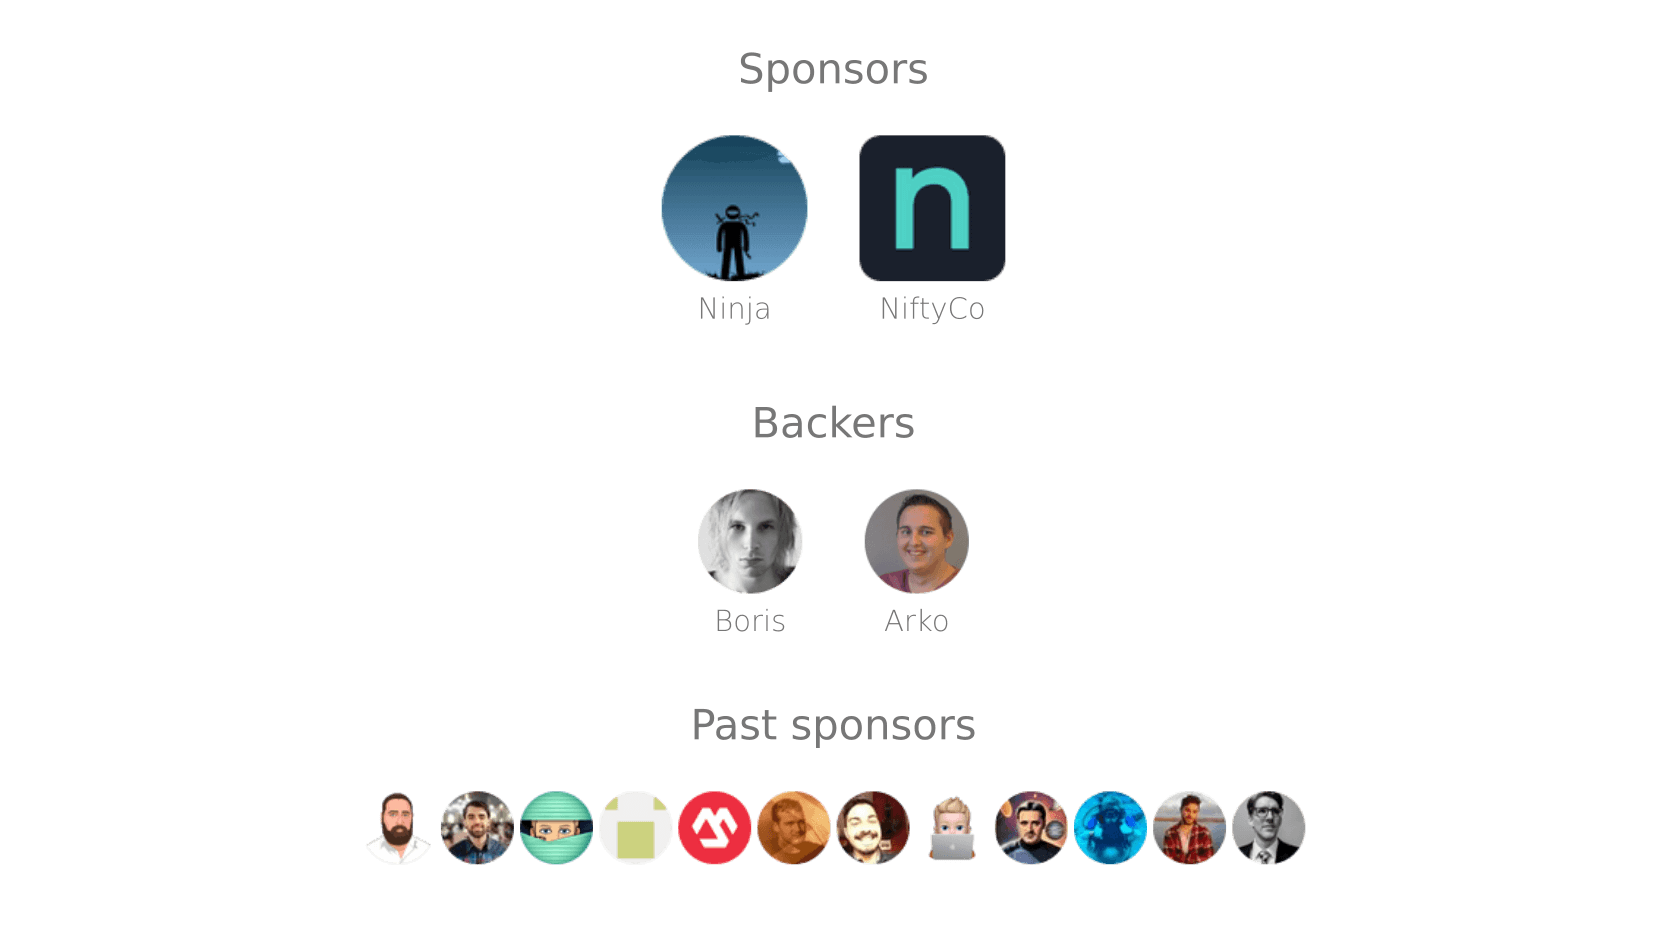 Sponsors
n
Ninja
NiftyCo
Backers
Boris
Arko
Past sponsors